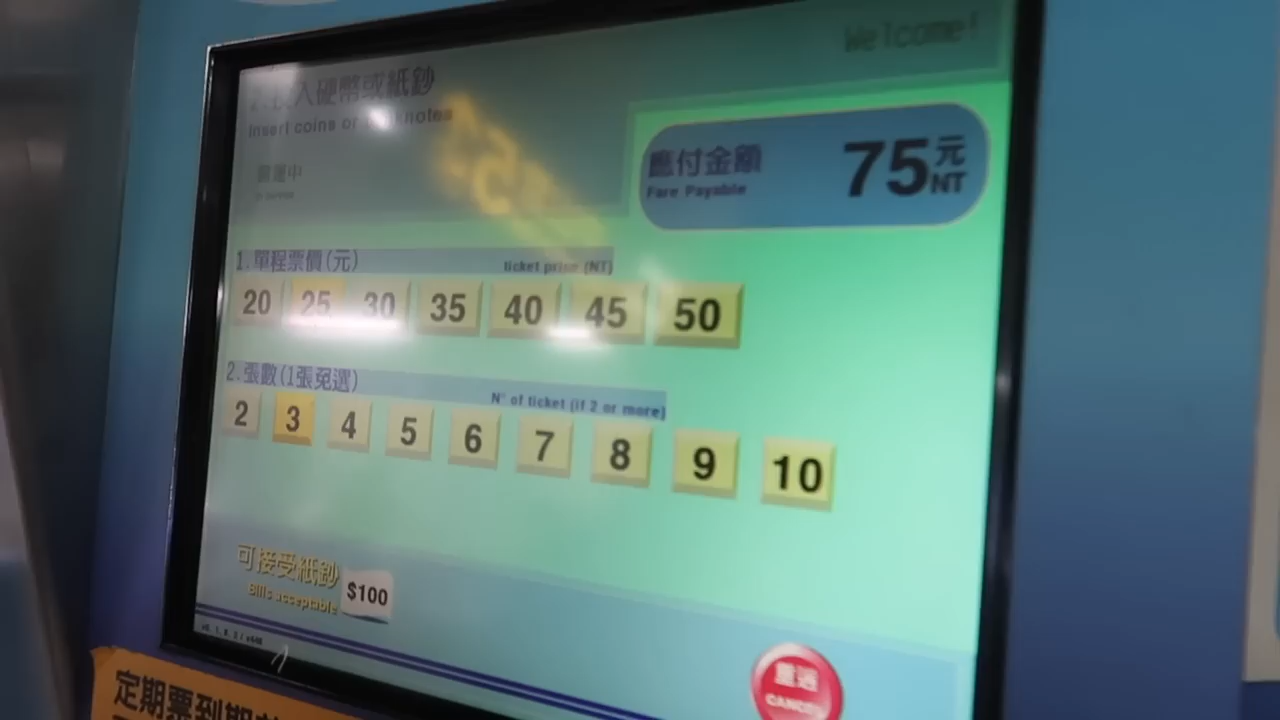 Welcome!
入硬幣或紙鈔
Insert coins or
應付金額
Fare Payable
75元
NT
1.單程票價(元)
ticket price (NT)
20 25 30 35 40 45 50
2.張數(1張免選)
N° of ticket (if 2 or more)
2 3 4 5 6 7 8 9 10
可接受紙鈔
Bills acceptable
$100
重選
CANCEL
定期票到期